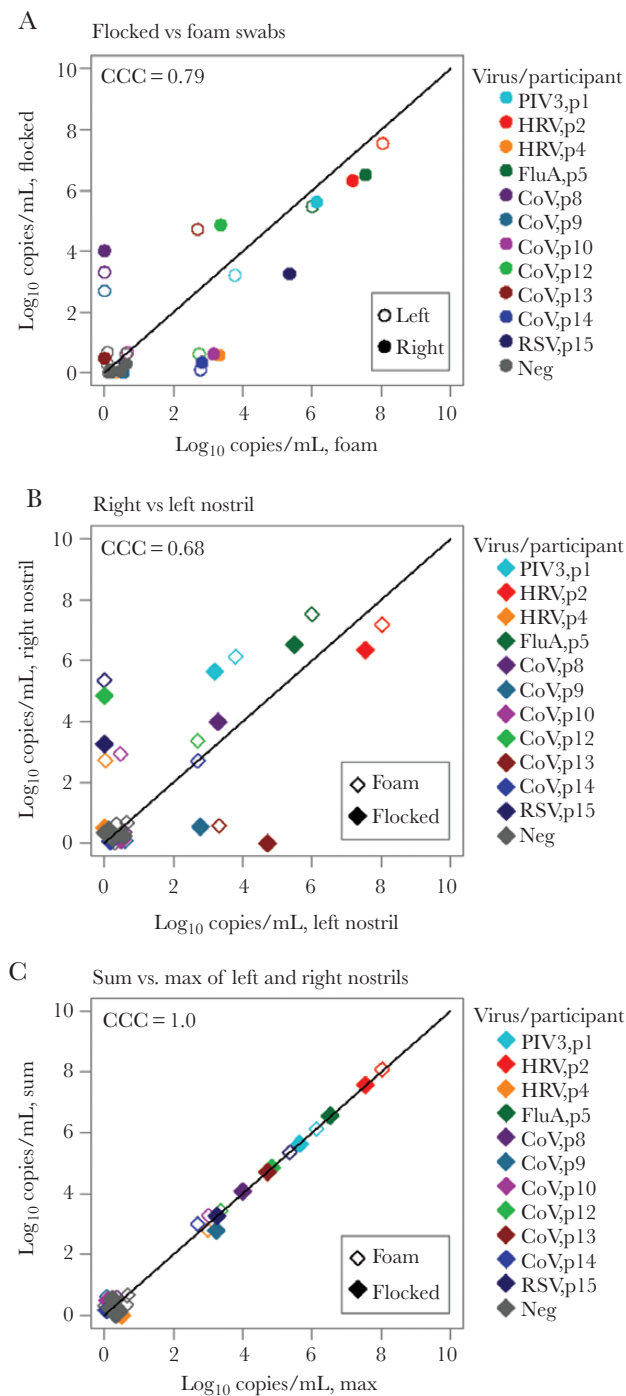 A
Flocked vs foam swabs
CCC = 0.79
Log10 copies/mL, flocked
10
8
6
4
2
0
0 2 4 6 8 10
Log10 copies/mL, foam
Left
Right
Virus/participant
PIV3,p1
HRV,p2
HRV,p4
FluA,p5
CoV,p8
CoV,p9
CoV,p10
CoV,p12
CoV,p13
CoV,p14
RSV,p15
Neg
B
Right vs left nostril
CCC = 0.68
Log10 copies/mL, right nostril
10
8
6
4
2
0
0 2 4 6 8 10
Log10 copies/mL, left nostril
Foam
Flocked
Virus/participant
PIV3,p1
HRV,p2
HRV,p4
FluA,p5
CoV,p8
CoV,p9
CoV,p10
CoV,p12
CoV,p13
CoV,p14
RSV,p15
Neg
C
Sum vs. max of left and right nostrils
CCC = 1.0
Log10 copies/mL, sum
10
8
6
4
2
0
0 2 4 6 8 10
Log10 copies/mL, max
Foam
Flocked
Virus/participant
PIV3,p1
HRV,p2
HRV,p4
FluA,p5
CoV,p8
CoV,p9
CoV,p10
CoV,p12
CoV,p13
CoV,p14
RSV,p15
Neg